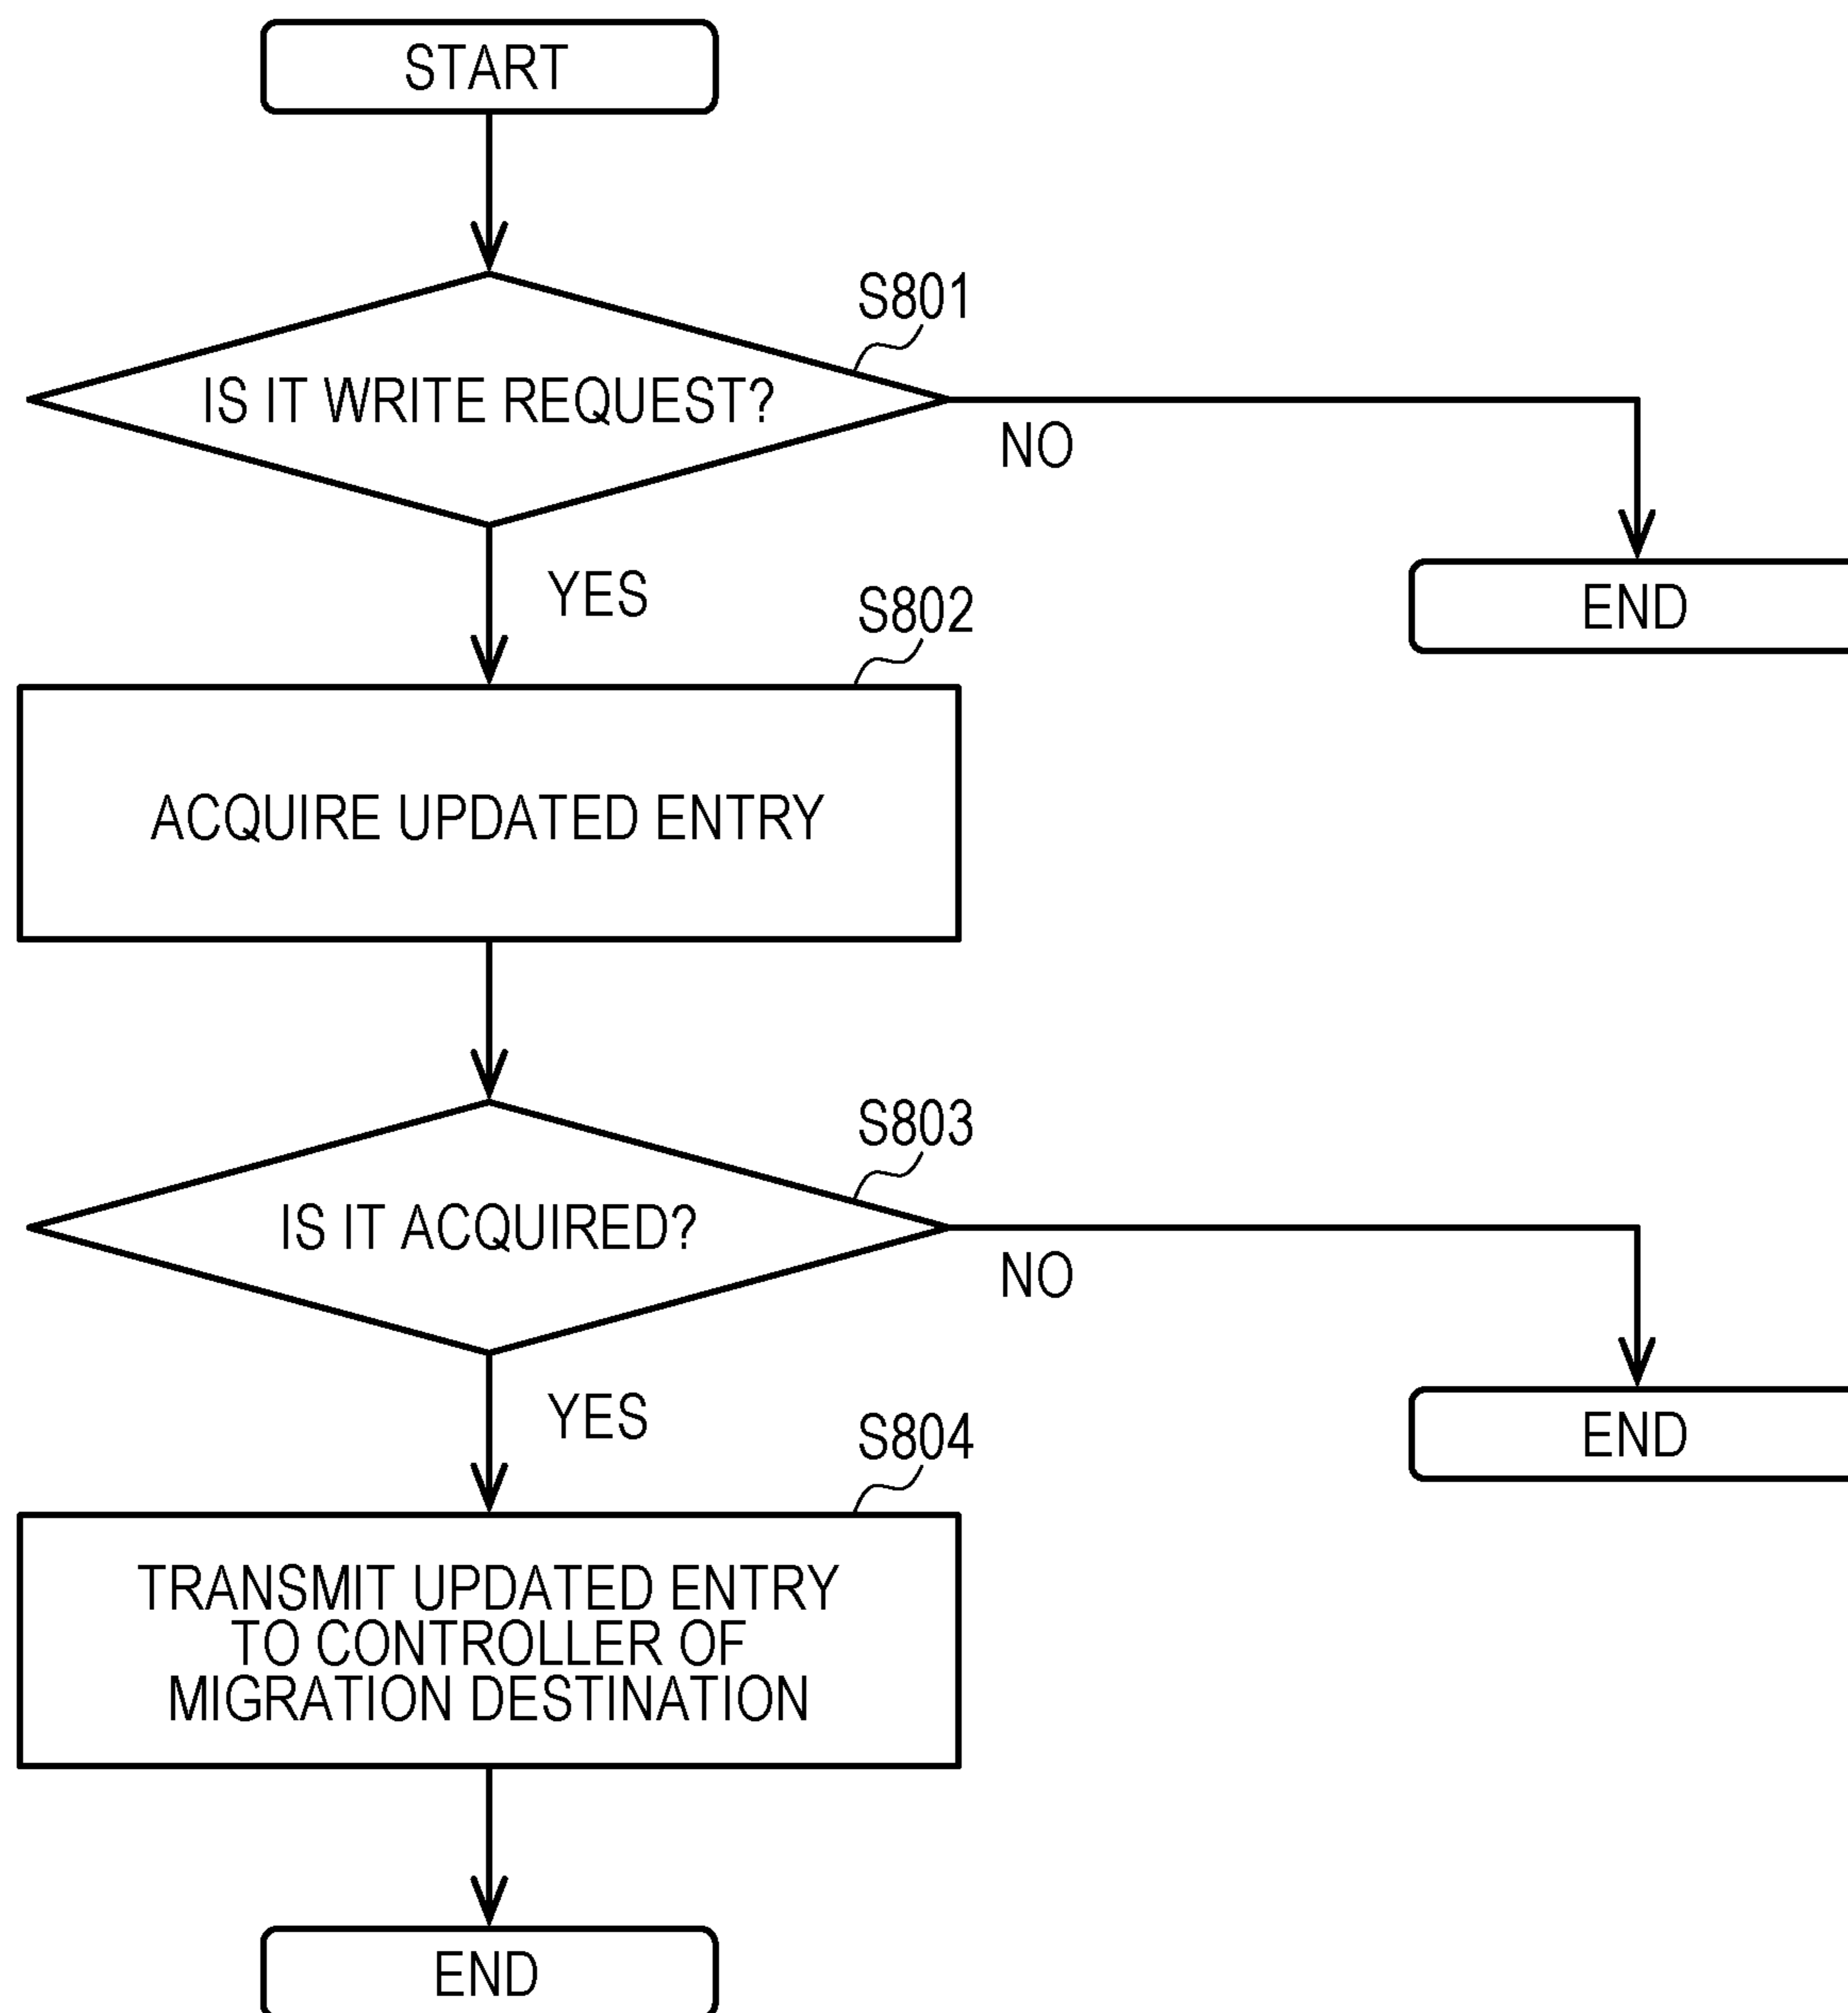 START
S801
IS IT WRITE REQUEST?
NO
YES
END
S802
ACQUIRE UPDATED ENTRY
S803
IS IT ACQUIRED?
NO
YES
END
S804
TRANSMIT UPDATED ENTRY
TO CONTROLLER OF
MIGRATION DESTINATION
END